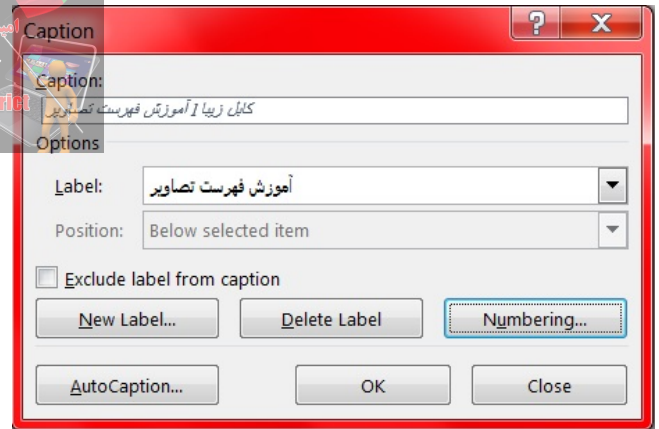 Caption
Caption:
کابل زیبا 1 آموزش فهرست تصاویر
Options
Label: آموزش فهرست تصاویر
Position: Below selected item
Exclude label from caption
New Label... Delete Label Numbering...
AutoCaption... OK Close